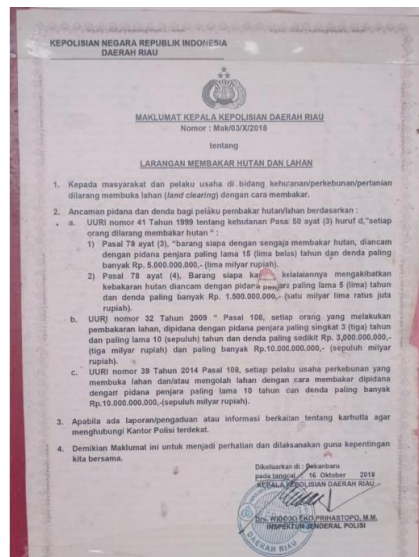 KEPOLISIAN NEGARA REPUBLIK INDONESIA
DAERAH RIAU
MAKLUMAT KEPALA KEPOLISIAN DAERAH RIAU
Nomor : Mak/03/X/2018
tentang
LARANGAN MEMBAKAR HUTAN DAN LAHAN
1. Kepada masyarakat dan pelaku usaha di bidang kehutanan/perkebunan/pertanian
dilarang membuka lahan (land clearing) dengan cara membakar.
2. Ancaman pidana dan denda bagi pelaku pembakar hutan/lahan berdasarkan :
a. UURI nomor 41 Tahun 1999 tentang kehutanan Pasa: 50 ayat (3) huruf d,"setiap
orang dilarang membakar hutan " :
1) Pasal 78 ayat (3), "barang siapa dengan sengaja membakar hutan, diancam
dengan pidana penjara paling lama 15 (lima belas) tahun dan denda paling
banyak Rp. 5.000.000.000,- (lima milyar rupiah).
2) Pasal 78 ayat (4), Barang siapa kelalaiannya mengakibatkan
kebakaran hutan diancam dengan pidana penjara paling lama 5 (lima) tahun
dan denda paling banyak Rp. 1.500.000.000,- (satu milyar lima ratus juta
rupiah).
b. UURI nomor 32 Tahun 2009 " Pasal 108, setiap orang yang melakukan
pembakaran lahan, dipidana dengan pidana penjara paling singkat 3 (tiga) tahun
dan paling lama 10 (sepuluh) tahun dan denda paling sedikit Rp. 3,000.000.000,-
(tiga milyar rupiah) dan paling banyak Rp.10.000.000.000,- (sepuluh milyar
rupiah).
c. UURI nomor 39 Tahun 2014 Pasal 108, setiap pelaku usaha perkebunan yang
membuka lahan dan/atau mengolah lahan dengan cara membakar dipidana
dengan pidana penjara paling lama 10 tahun dan denda paling banyak
Rp.10.000.000.000,-(sepuluh milyar rupiah).
3. Apabila ada laporan/pengaduan atau informasi berkaitan tentang karhutla agar
menghubungi Kantor Polisi terdekat.
4. Demikian Maklumat ini untuk menjadi perhatian dan dilaksanakan guna kepentingan
kita bersama.
Dikeluarkan di : Pekanbaru
pada tanggal : 16 Oktober 2018
KEPALA KEPOLISIAN DAERAH RIAU
Drs. WIDODO EKO PRIHASTOPO, M.M.
INSPEKTUR JENDERAL POLISI